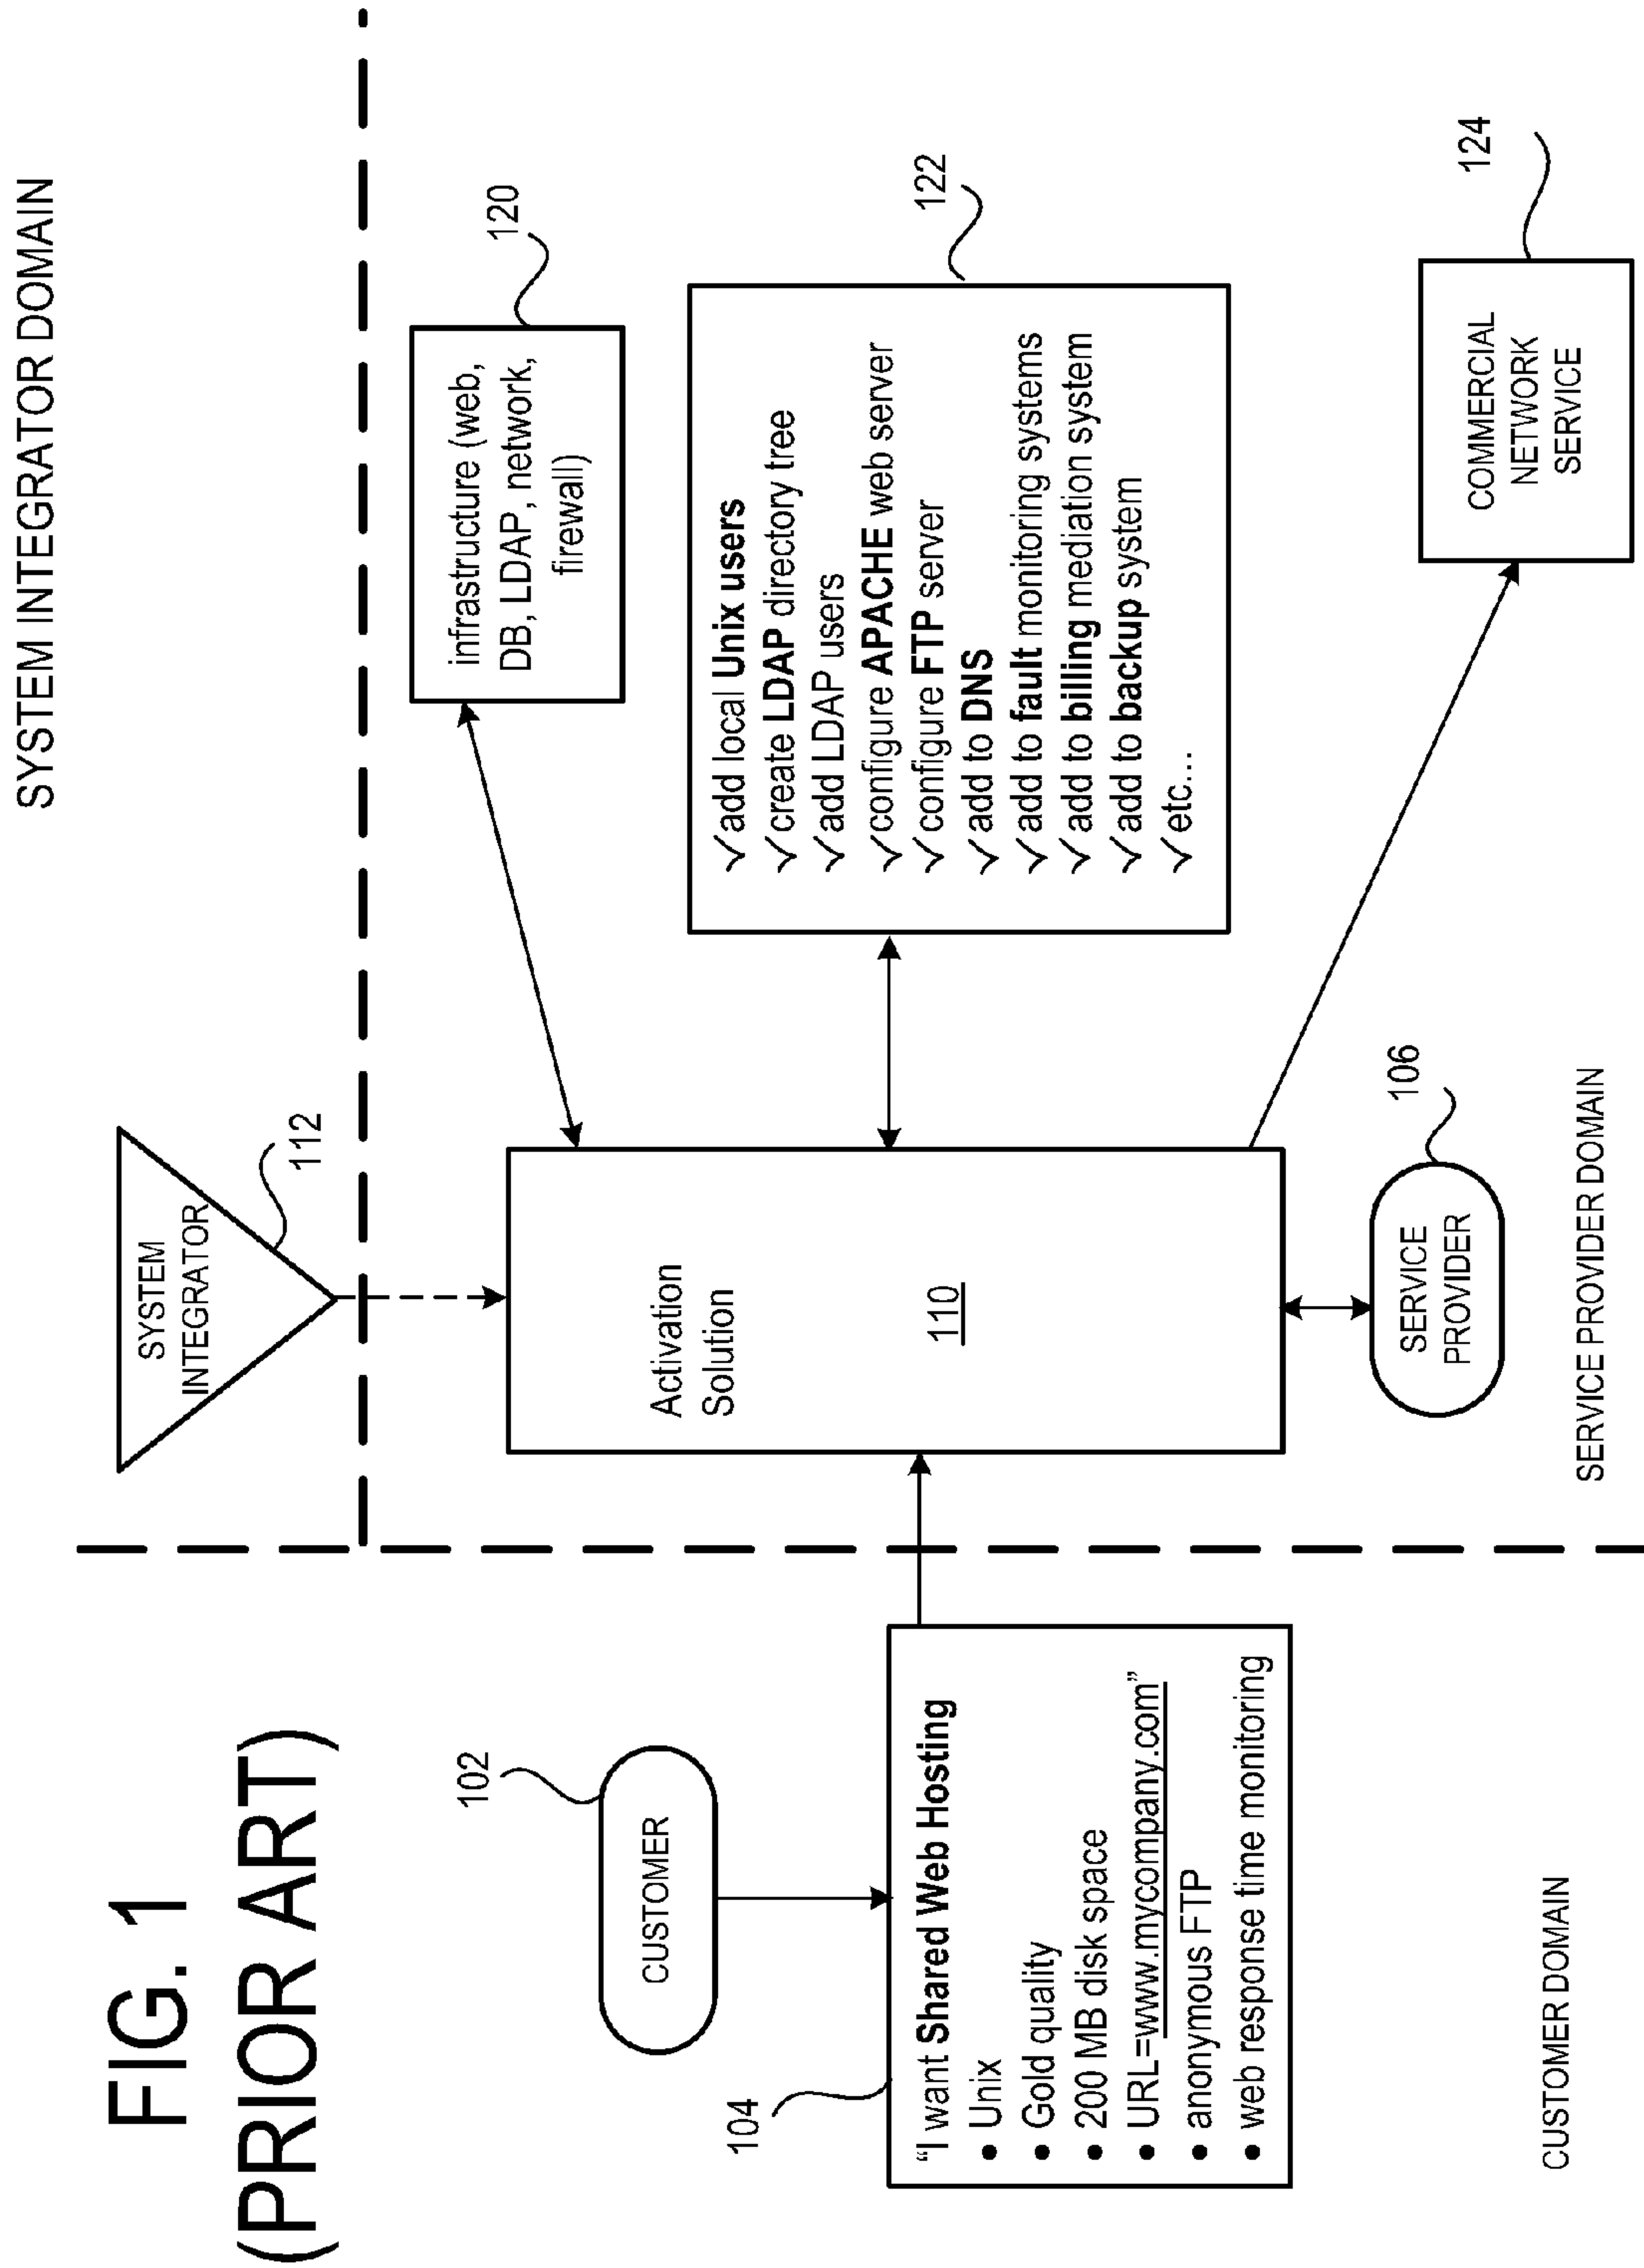 FIG. 1
(PRIOR ART)
SYSTEM INTEGRATOR DOMAIN
SYSTEM
INTEGRATOR
112
102
CUSTOMER
104
“I want Shared Web Hosting
• Unix
• Gold quality
• 200 MB disk space
• URL=www.mycompany.com”
• anonymous FTP
• web response time monitoring
CUSTOMER DOMAIN
Activation
Solution
110
106
SERVICE
PROVIDER
SERVICE PROVIDER DOMAIN
120
infrastructure (web,
DB, LDAP, network,
firewall)
122
✓add local Unix users
✓create LDAP directory tree
✓add LDAP users
✓configure APACHE web server
✓configure FTP server
✓add to DNS
✓add to fault monitoring systems
✓add to billing mediation system
✓add to backup system
✓etc...
124
COMMERCIAL
NETWORK
SERVICE